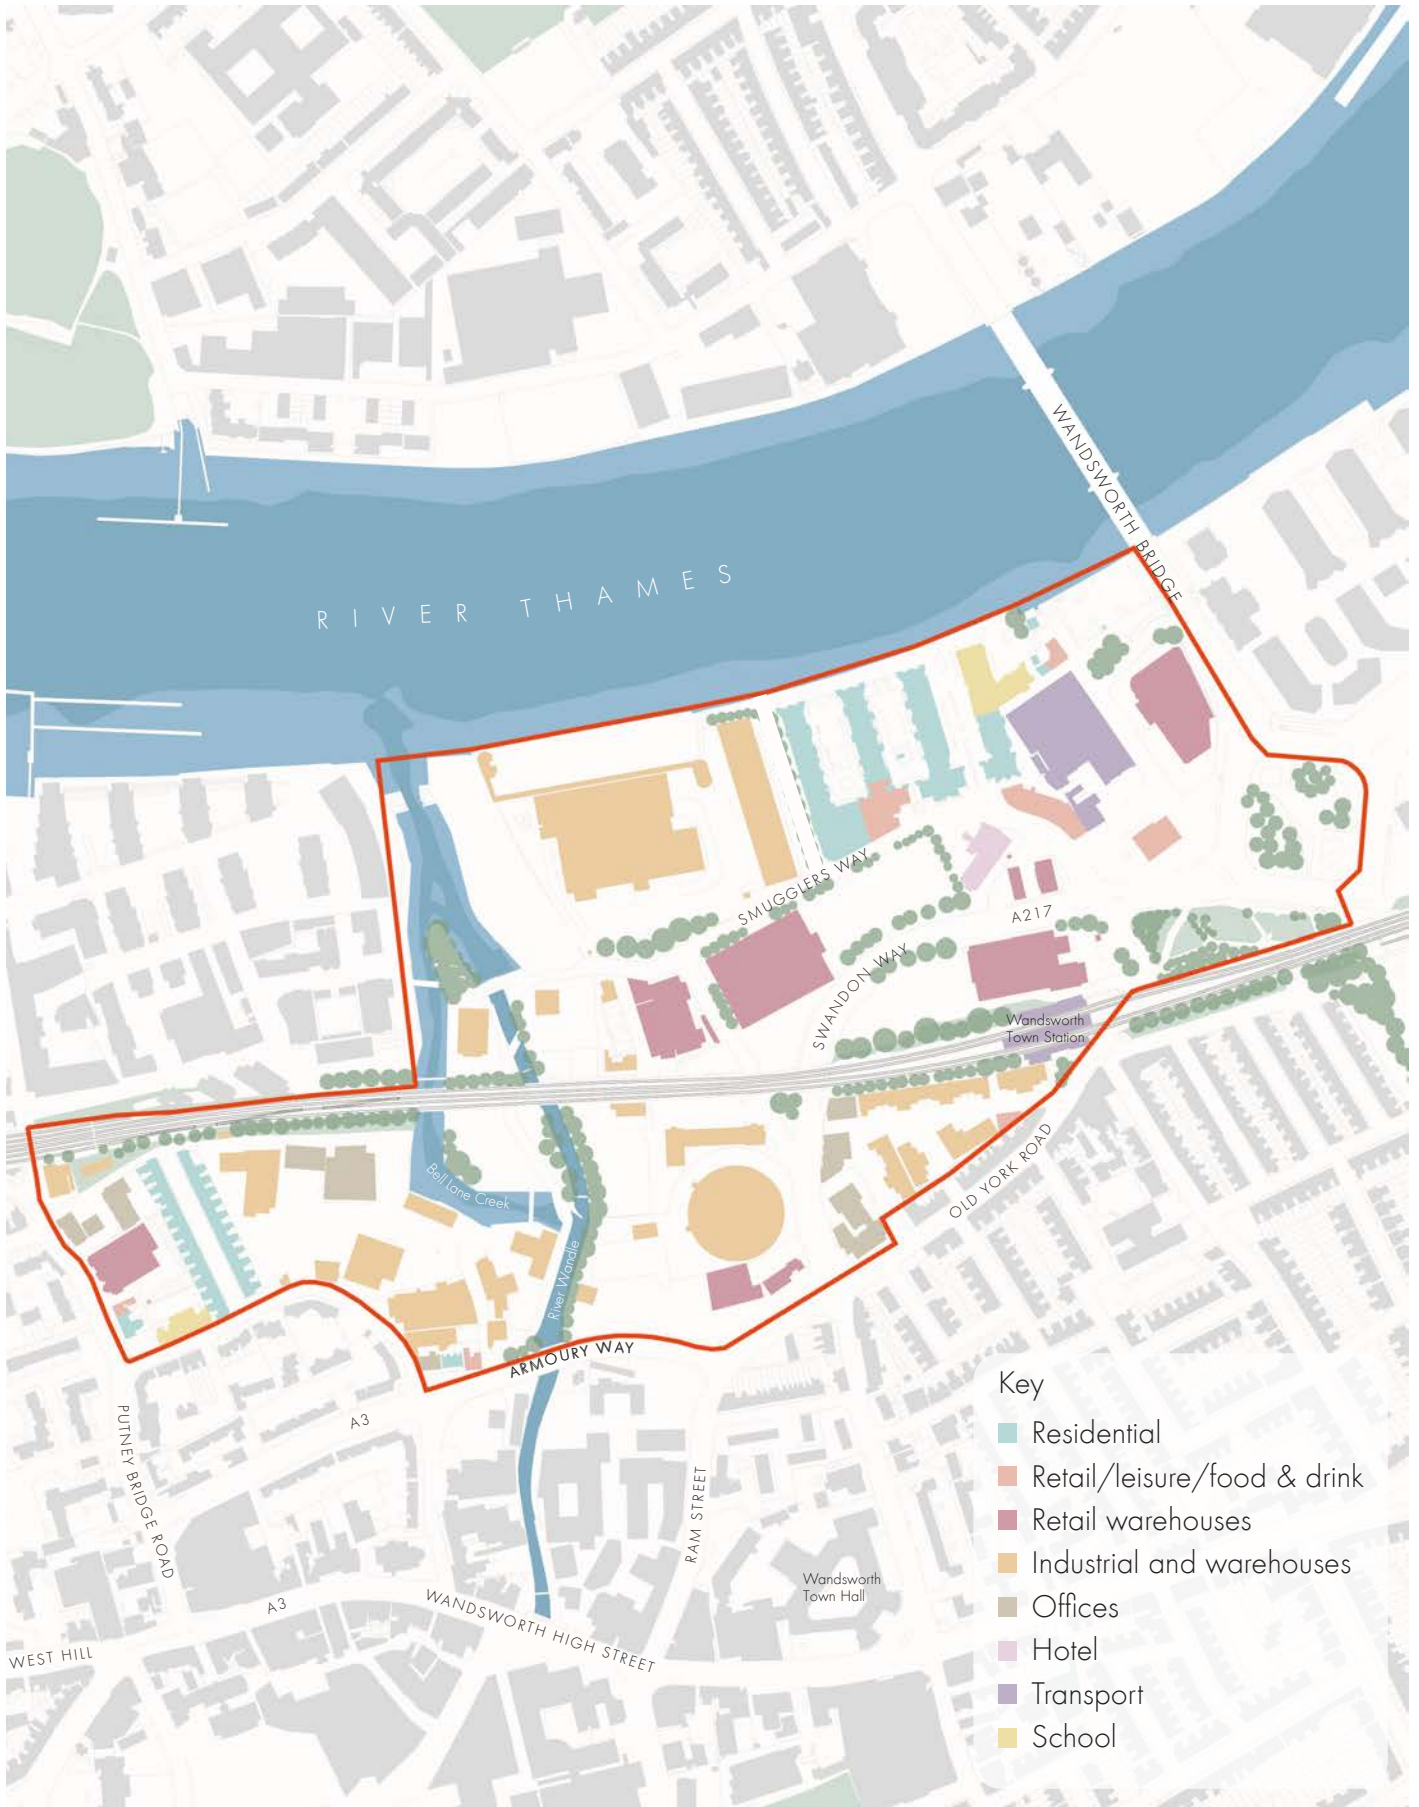 WANDSWORTH BRIDGE
RIVER THAMES
SMUGGLERS WAY
A217
SWANDON WAY
Wandsworth
Town Station
Bell Lane Creek
OLD YORK ROAD
River Wandle
ARMOURY WAY
A3
PUTNEY BRIDGE ROAD
RAM STREET
Wandsworth
Town Hall
A3
WANDSWORTH HIGH STREET
WEST HILL
Key
Residential
Retail/leisure/food & drink
Retail warehouses
Industrial and warehouses
Offices
Hotel
Transport
School